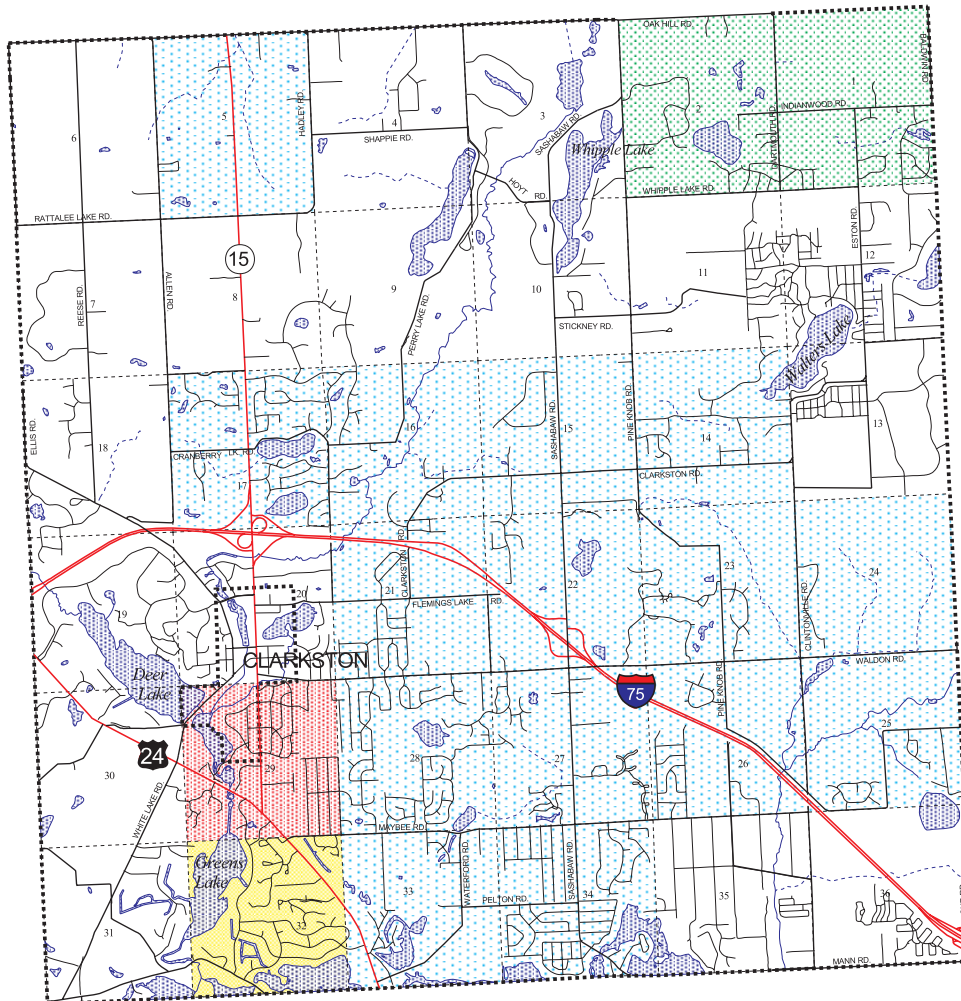 OAK HILL RD.
BALDWIN RD.
6
5
HADLEY RD.
4
SHAPPIE RD.
3
SASHABAW RD.
Whipple Lake
2
INDIANWOOD RD.
DARTMOUTH RD.
HOYT
RD.
WHIPPLE LAKE RD.
RATTALEE LAKE RD.
ESTON RD.
15
REESE RD.
7
ALLEN RD.
8
9
PERRY LAKE RD.
10
11
12
STICKNEY RD.
Walters Lake
ELLIS RD.
18
CRANBERRY LK. RD.
17
16
SASHABAW RD.
15
PINE KNOB RD.
14
13
CLARKSTON RD.
CLARKSTON RD.
19
20
21
FLEMINGS LAKE RD.
22
23
24
CLINTONVILLE RD.
CLARKSTON
Deer
Lake
WALDON RD.
PINE KNOB RD.
75
24
30
29
28
27
26
25
WHITE LAKE RD.
MAYBEE RD.
Greens
Lake
WATERFORD RD.
SASHABAW RD.
31
32
33
PELTON RD.
34
35
36
MANN RD.